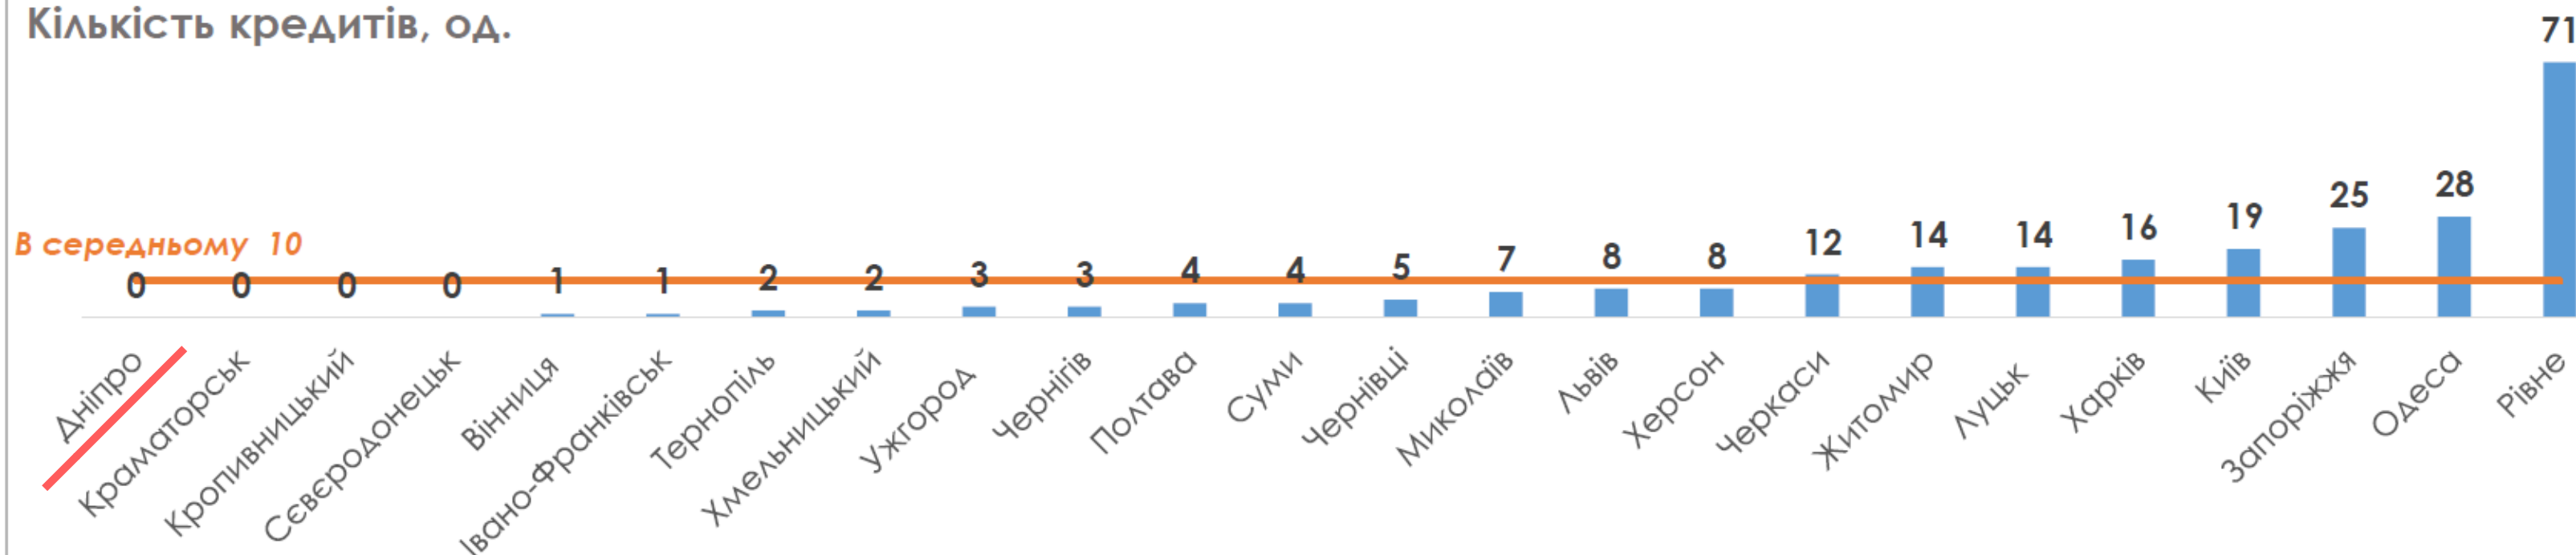 Кількість кредитів, од.
71
28
25
19
16
14
14
12
8
8
7
5
4
4
3
3
2
2
1
1
0
0
0
0
В середньому 10
Дніпро
Краматорськ
Кропивницький
Сєвєродонецьк
Вінниця
Івано-Франківськ
Тернопіль
Хмельницький
Ужгород
Чернігів
Полтава
Суми
Чернівці
Миколаїв
Львів
Херсон
Черкаси
Житомир
Луцьк
Харків
Київ
Запоріжжя
Одеса
Рівне